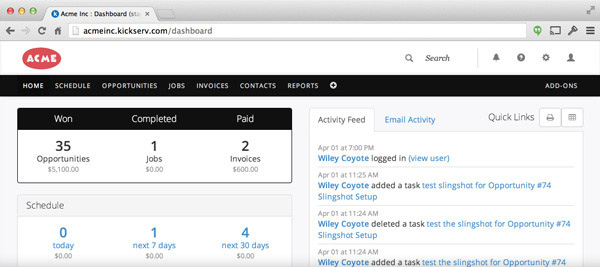 Acme Inc : Dashboard (sta
acmeinc.kickserv.com/dashboard
ACME
Search
HOME SCHEDULE OPPORTUNITIES JOBS INVOICES CONTACTS REPORTS ADD-ONS
Won Completed Paid
35 1 2
Opportunities Jobs Invoices
$5,100.00 $0.00 $600.00
Schedule
0 1 4
today next 7 days next 30 days
$0.00 $0.00 $0.00
Activity Feed Email Activity Quick Links
Apr 01 at 7:00 PM
Wiley Coyote logged in (view user)
Apr 01 at 11:25 AM
Wiley Coyote added a task test slingshot for Opportunity #74
Slingshot Setup
Apr 01 at 11:24 AM
Wiley Coyote deleted a task test the slingshot for Opportunity #74
Slingshot Setup
Apr 01 at 11:24 AM
Wiley Coyote added a task test the slingshot for Opportunity #74